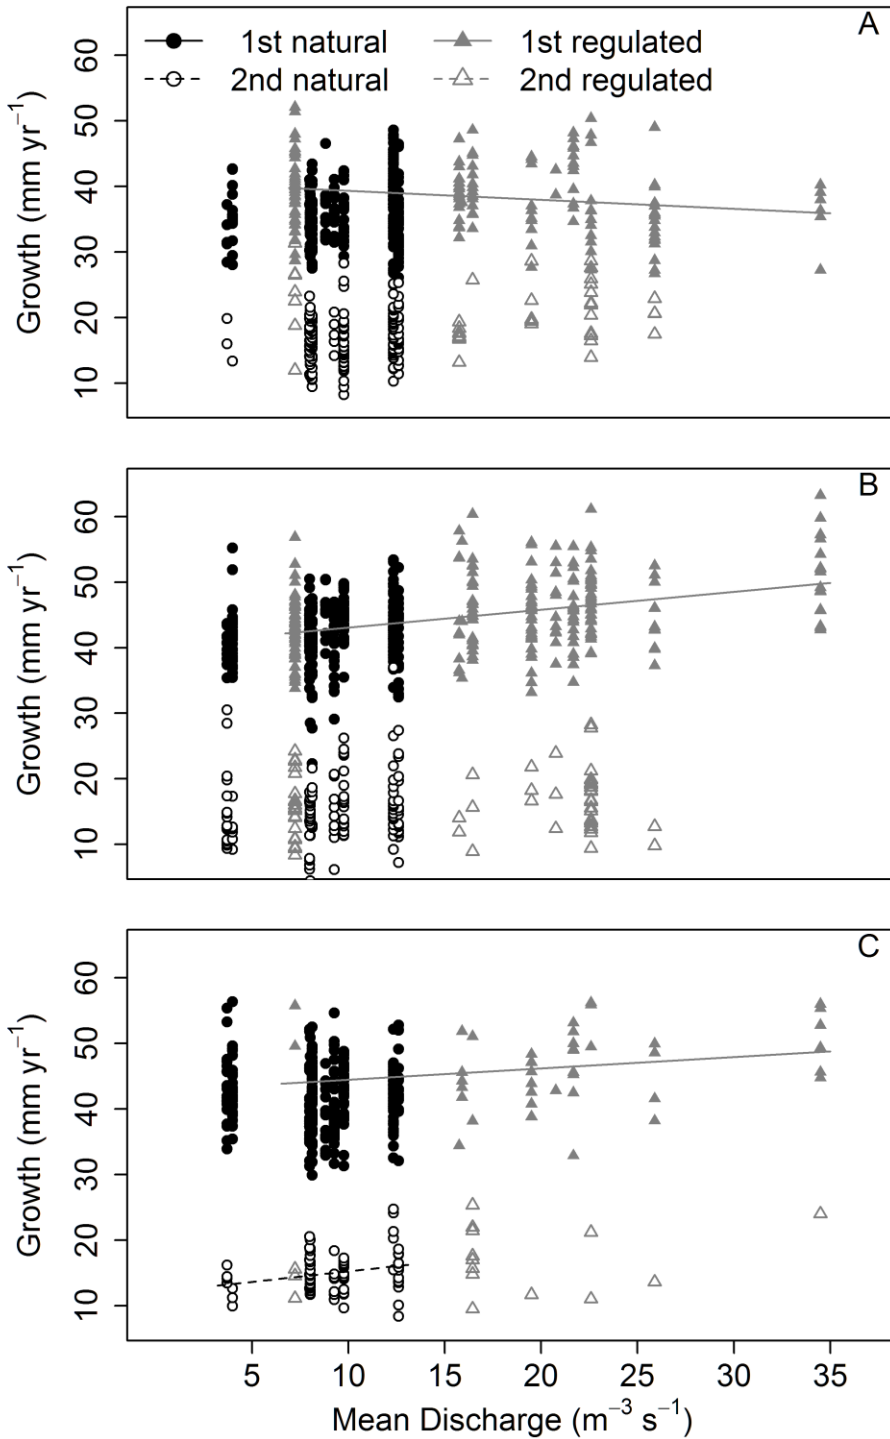 A
1st natural 1st regulated
2nd natural 2nd regulated
Growth (mm yr⁻¹)
60
50
40
30
20
10
B
Growth (mm yr⁻¹)
60
50
40
30
20
10
C
Growth (mm yr⁻¹)
60
50
40
30
20
10
5 10 15 20 25 30 35
Mean Discharge (m⁻³ s⁻¹)